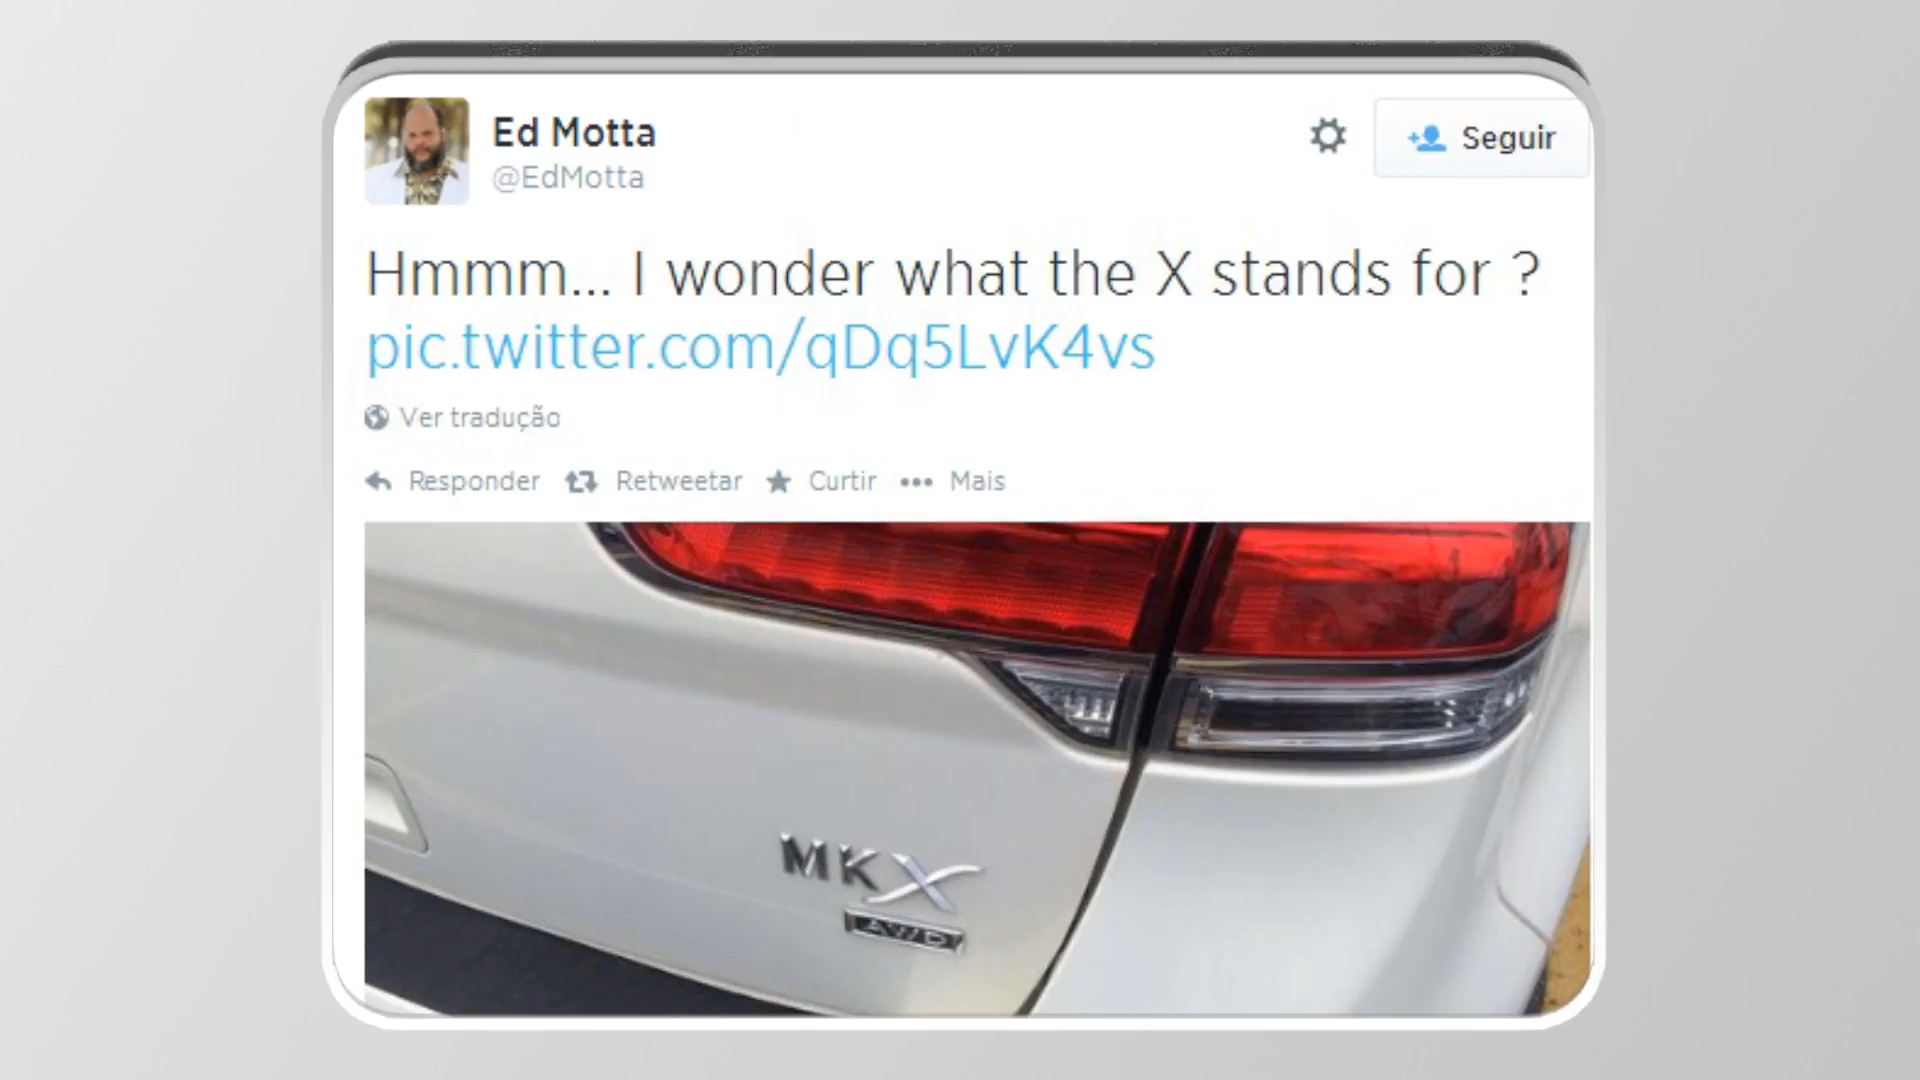 Ed Motta
@EdMotta
Seguir
Hmmm... I wonder what the X stands for ?
pic.twitter.com/qDq5LvK4vs
Ver tradução
Responder Retweetar Curtir Mais
MKX
AWD